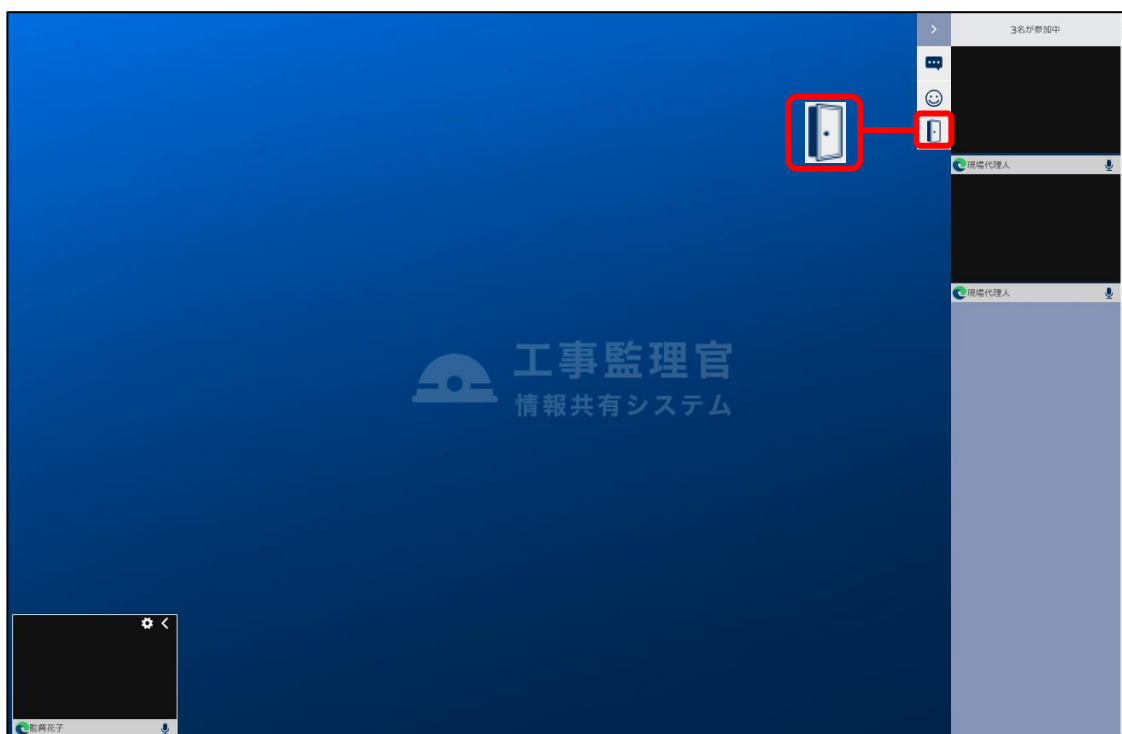 3名が参加中
現場代理人
現場代理人
工事監理官
情報共有システム
監督花子